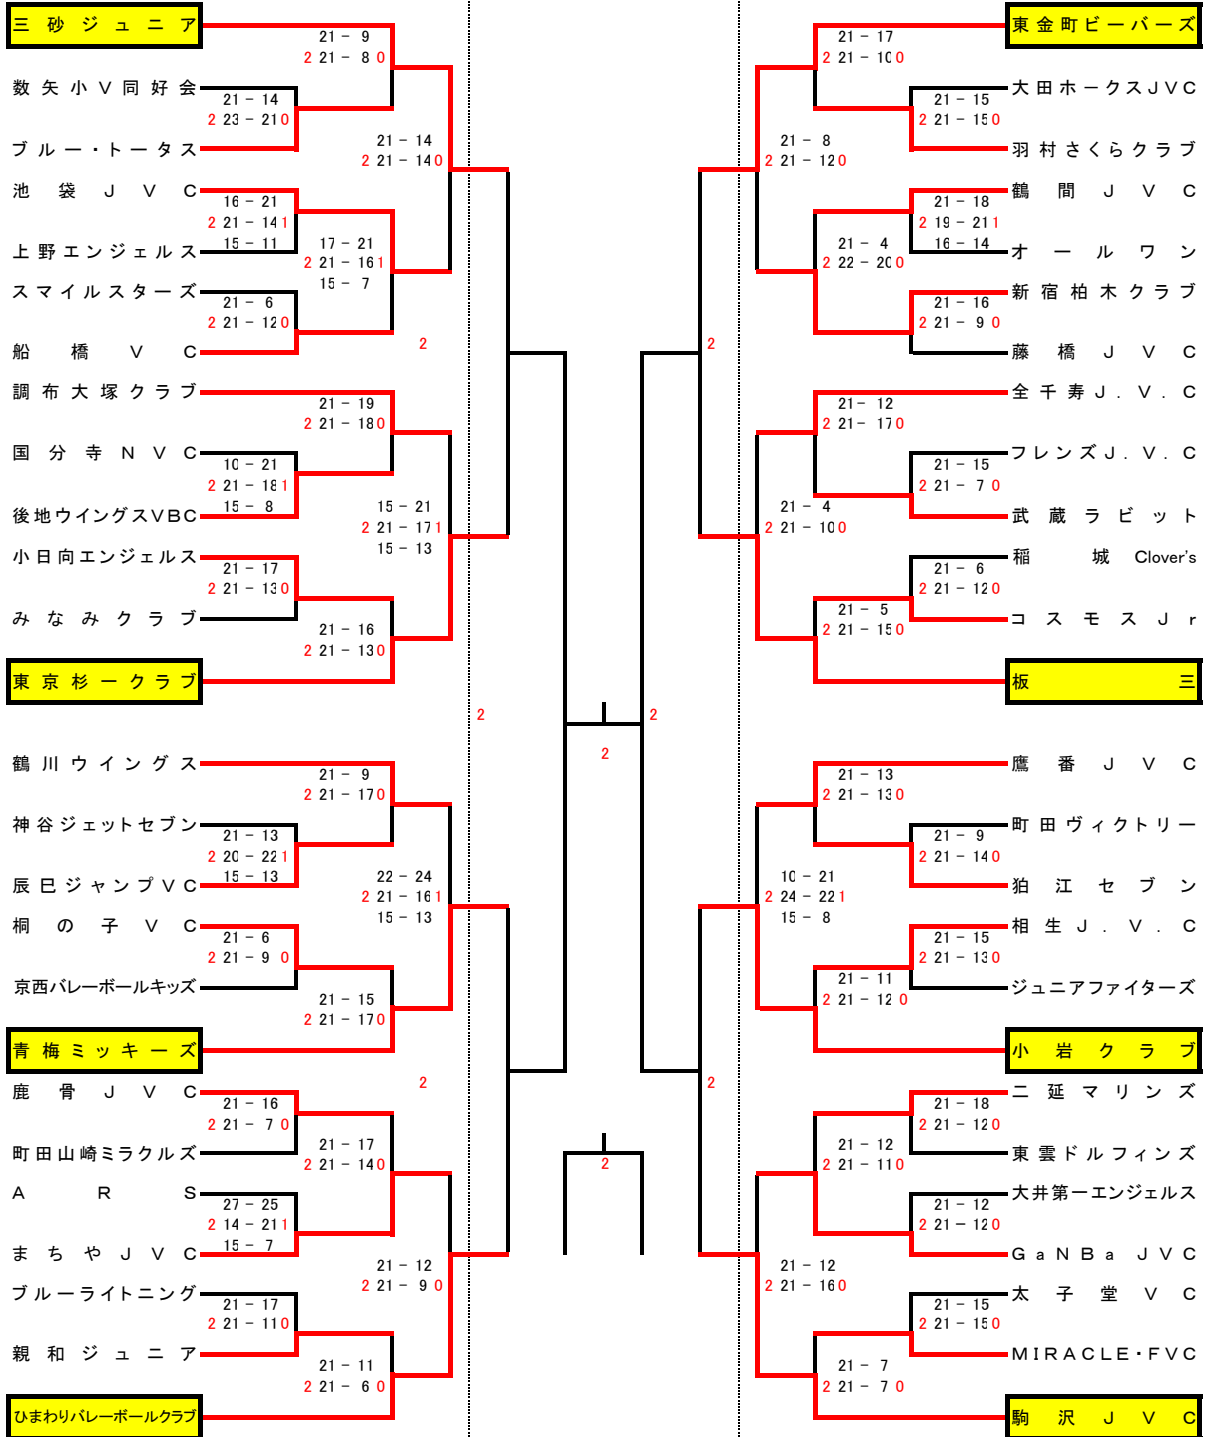 三砂ジュニア
21 － 9
2 21 － 8 0
数矢小Ｖ同好会
21 － 14
2 23 － 21 0
ブルー・トータス
21 － 14
2 21 － 14 0
池袋ＪＶＣ
16 － 21
2 21 － 14 1
15 － 11
上野エンジェルス
17 － 21
2 21 － 16 1
15 － 7
スマイルスターズ
21 － 6
2 21 － 12 0
船橋ＶＣ
2
調布大塚クラブ
21 － 19
2 21 － 18 0
国分寺ＮＶＣ
10 － 21
2 21 － 18 1
15 － 8
後地ウイングスVBC
15 － 21
2 21 － 17 1
15 － 13
小日向エンジェルス
21 － 17
2 21 － 13 0
みなみクラブ
21 － 16
2 21 － 13 0
東京杉一クラブ
2
鶴川ウイングス
21 － 9
2 21 － 17 0
神谷ジェットセブン
21 － 13
2 20 － 22 1
15 － 13
辰巳ジャンプＶＣ
22 － 24
2 21 － 16 1
15 － 13
桐の子ＶＣ
21 － 6
2 21 － 9 0
京西バレーボールキッズ
21 － 15
2 21 － 17 0
青梅ミッキーズ
2
鹿骨ＪＶＣ
21 － 16
2 21 － 7 0
町田山崎ミラクルズ
21 － 17
2 21 － 14 0
ＡＲＳ
27 － 25
2 14 － 21 1
15 － 7
まちやＪＶＣ
21 － 12
2 21 － 9 0
ブルーライトニング
21 － 17
2 21 － 11 0
親和ジュニア
21 － 11
2 21 － 6 0
ひまわりバレーボールクラブ
2
2
東金町ビーバーズ
21 － 17
2 21 － 10 0
大田ホークスＪＶＣ
21 － 15
2 21 － 15 0
羽村さくらクラブ
21 － 8
2 21 － 12 0
鶴間ＪＶＣ
21 － 18
2 19 － 21 1
16 － 14
オールワン
21 － 4
2 22 － 20 0
新宿柏木クラブ
21 － 16
2 21 － 9 0
藤橋ＪＶＣ
2
全千寿Ｊ．Ｖ．Ｃ
21 － 12
2 21 － 17 0
フレンズＪ．Ｖ．Ｃ
21 － 15
2 21 － 7 0
武蔵ラビット
21 － 4
2 21 － 10 0
稲城 Clover's
21 － 6
2 21 － 12 0
コスモスＪｒ
21 － 5
2 21 － 15 0
板三
2
鷹番ＪＶＣ
21 － 13
2 21 － 13 0
町田ヴィクトリー
21 － 9
2 21 － 14 0
狛江セブン
10 － 21
2 24 － 22 1
15 － 8
相生Ｊ．Ｖ．Ｃ
21 － 15
2 21 － 13 0
ジュニアファイターズ
21 － 11
2 21 － 12 0
小岩クラブ
2
二延マリンズ
21 － 18
2 21 － 12 0
東雲ドルフィンズ
21 － 12
2 21 － 11 0
大井第一エンジェルス
21 － 12
2 21 － 12 0
ＧａＮＢａ ＪＶＣ
21 － 12
2 21 － 16 0
太子堂ＶＣ
21 － 15
2 21 － 15 0
ＭＩＲＡＣＬＥ・ＦＶＣ
21 － 7
2 21 － 7 0
駒沢ＪＶＣ